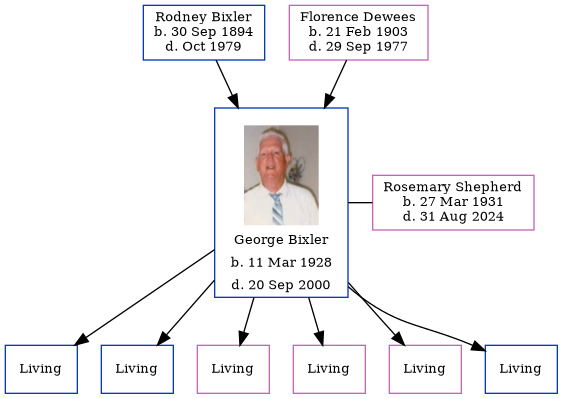 Rodney Bixler
b. 30 Sep 1894
d. Oct 1979
Florence Dewees
b. 21 Feb 1903
d. 29 Sep 1977
George Bixler
b. 11 Mar 1928
d. 20 Sep 2000
Rosemary Shepherd
b. 27 Mar 1931
d. 31 Aug 2024
Living
Living
Living
Living
Living
Living